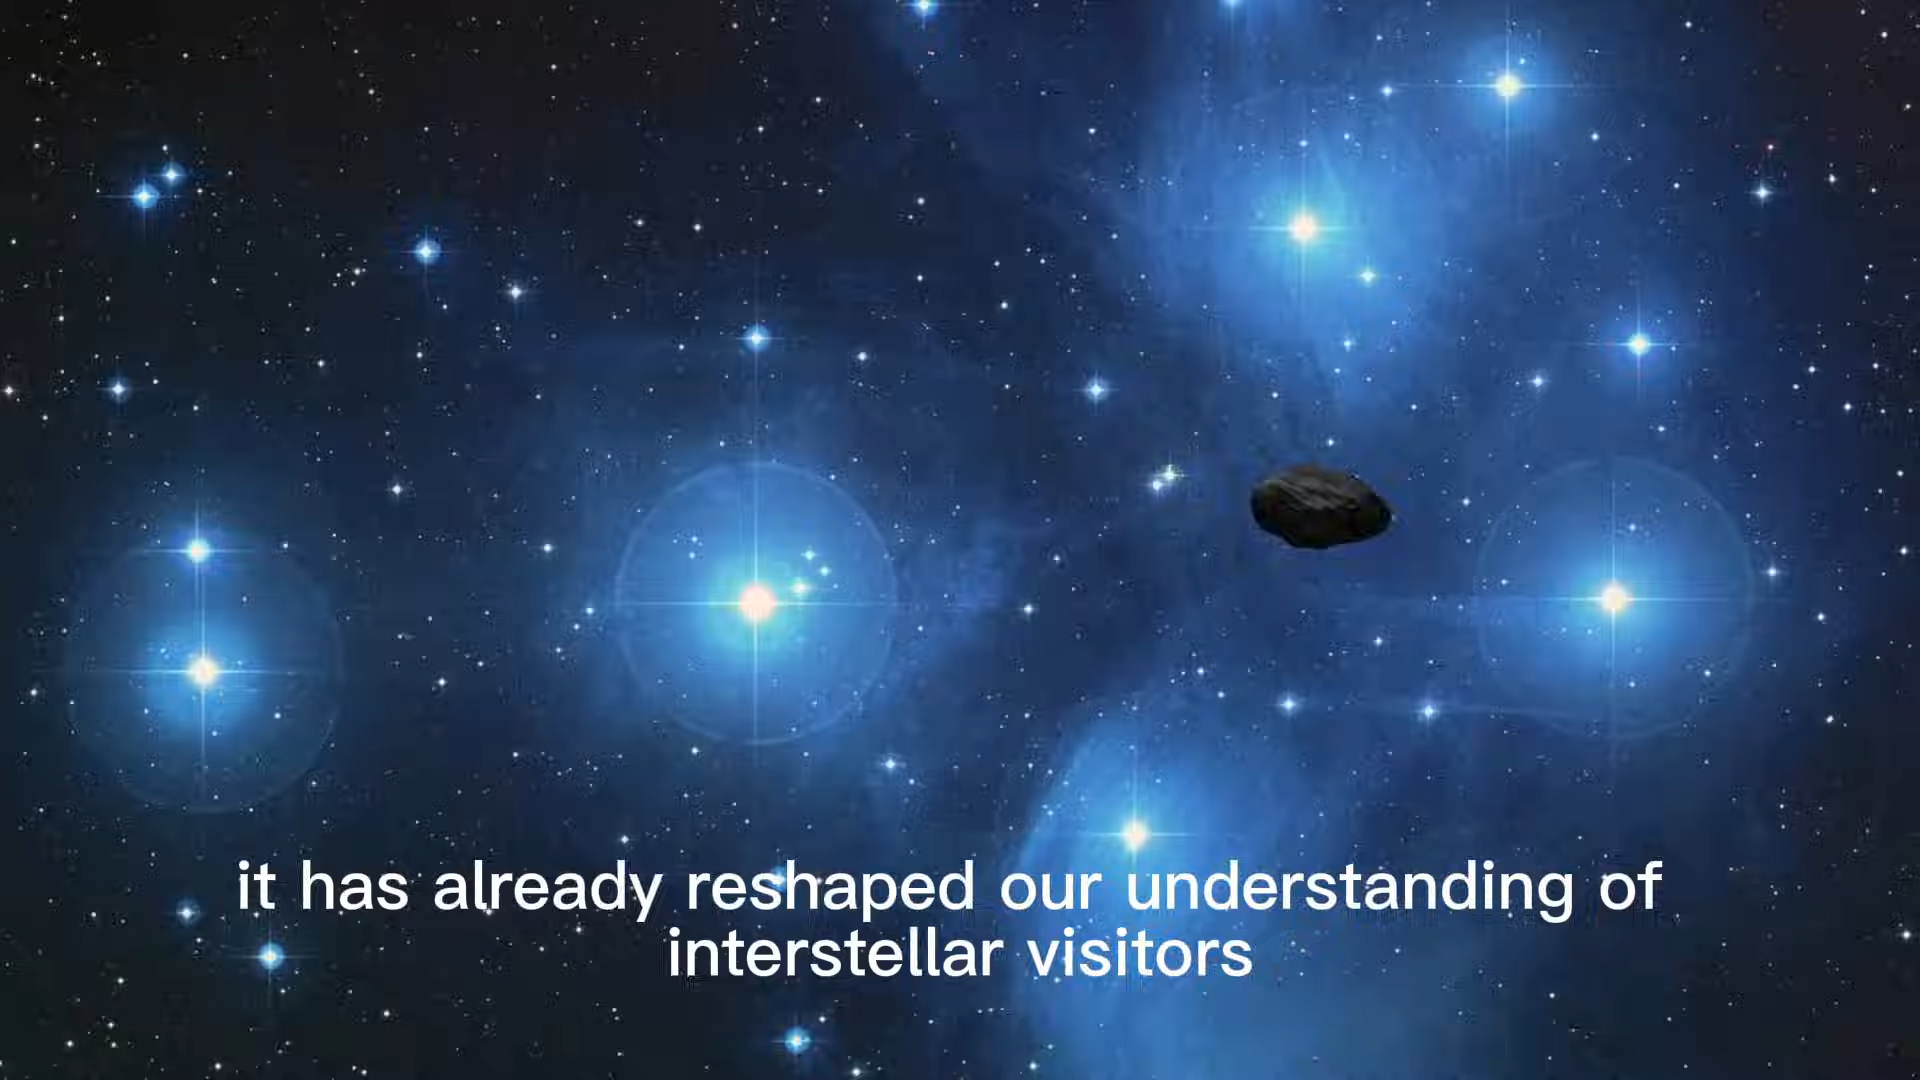 it has already reshaped our understanding of
interstellar visitors